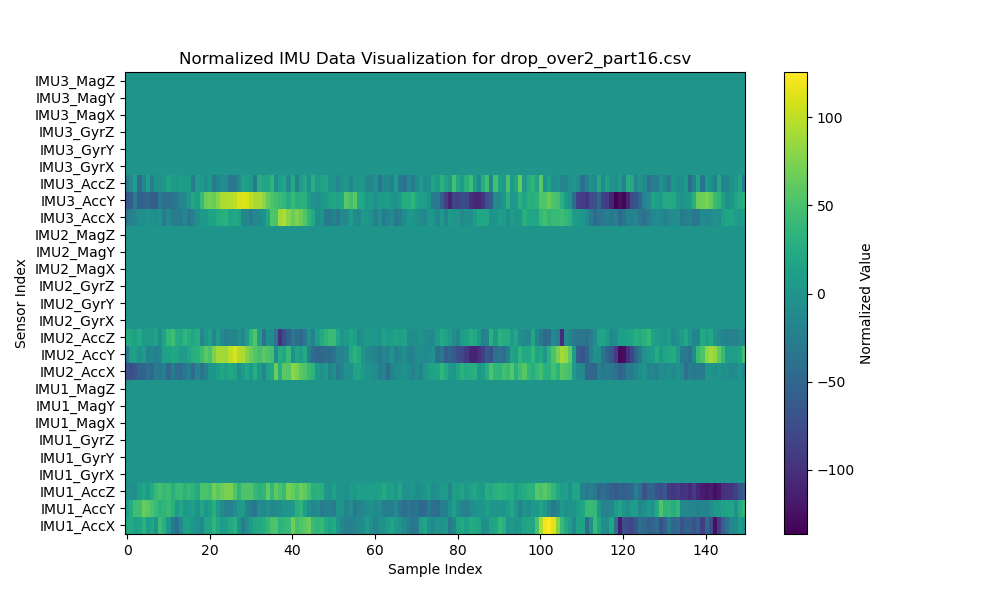 Normalized IMU Data Visualization for drop_over2_part16.csv
IMU3_MagZ
IMU3_MagY
IMU3_MagX
IMU3_GyrZ
IMU3_GyrY
IMU3_GyrX
IMU3_AccZ
IMU3_AccY
IMU3_AccX
IMU2_MagZ
IMU2_MagY
IMU2_MagX
IMU2_GyrZ
IMU2_GyrY
IMU2_GyrX
IMU2_AccZ
IMU2_AccY
IMU2_AccX
IMU1_MagZ
IMU1_MagY
IMU1_MagX
IMU1_GyrZ
IMU1_GyrY
IMU1_GyrX
IMU1_AccZ
IMU1_AccY
IMU1_AccX
Sensor Index
0 20 40 60 80 100 120 140
Sample Index
100
50
0
−50
−100
Normalized Value